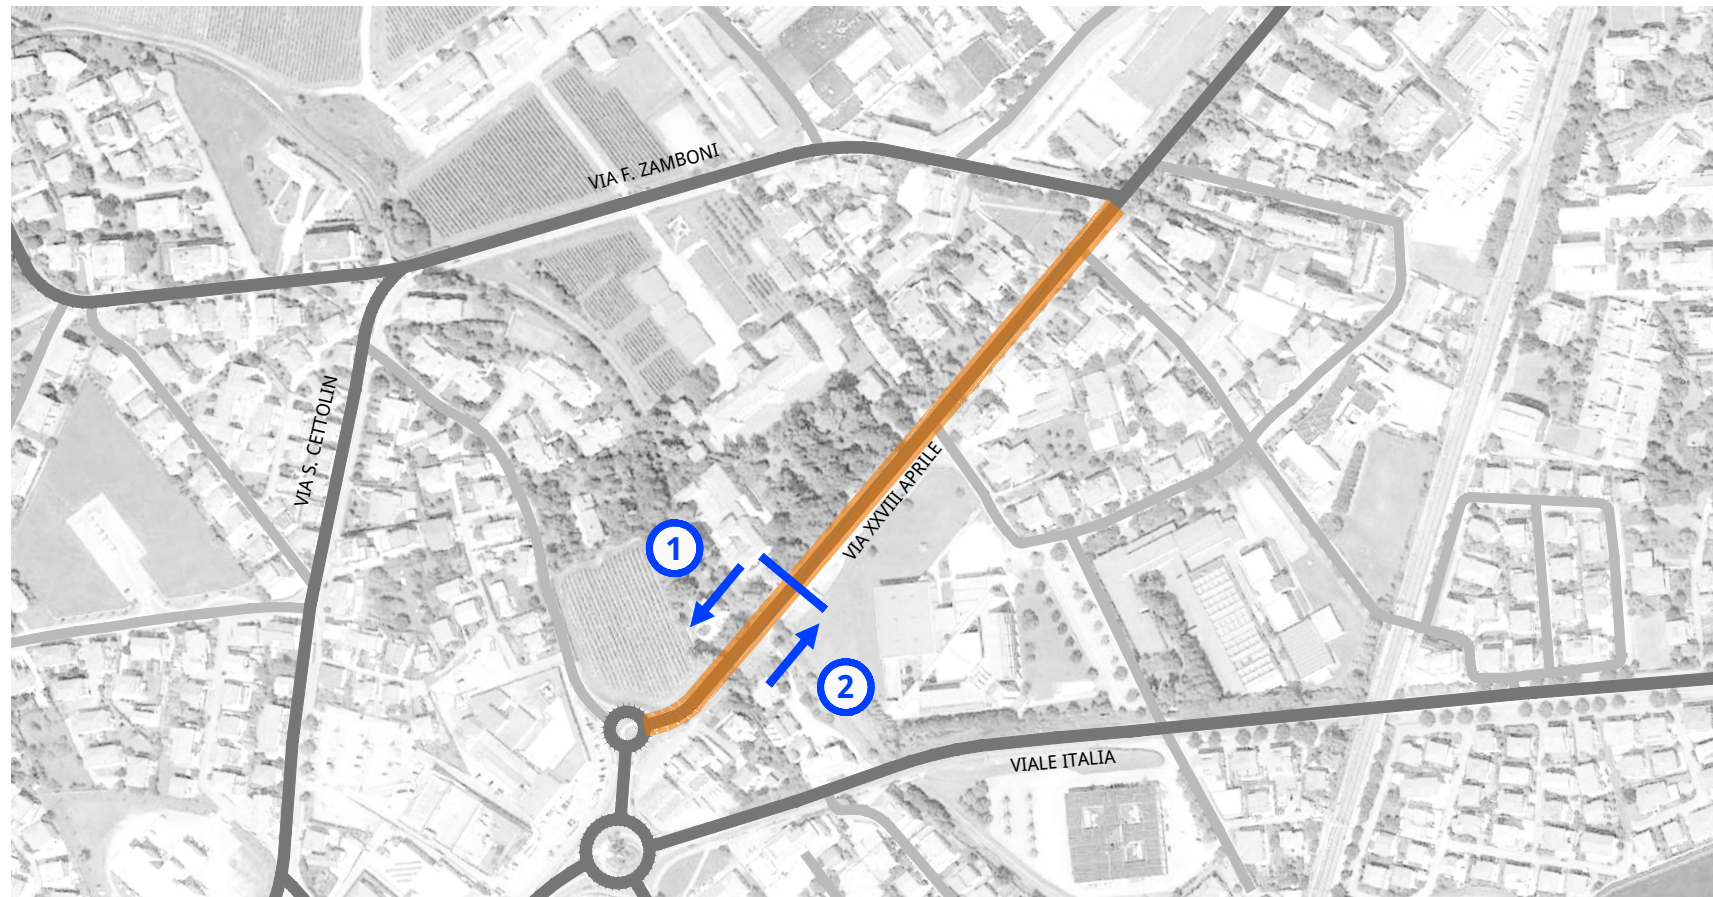 VIA F. ZAMBONI
VIA S. CETTOLIN
VIA XXVIII APRILE
1
2
VIALE ITALIA